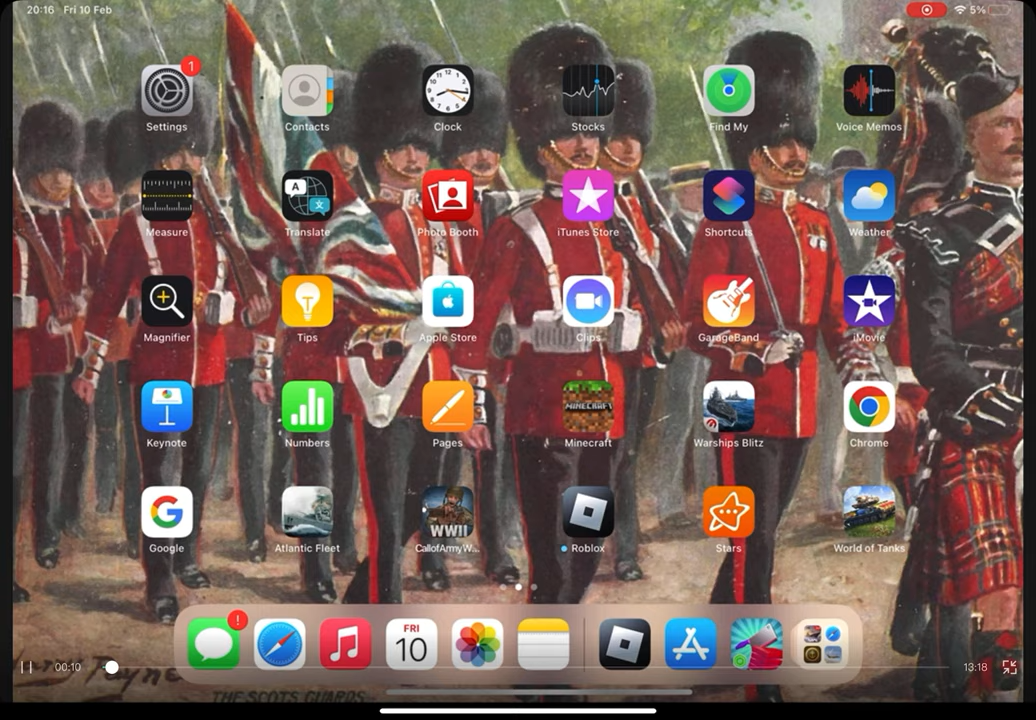 20:16 Fri 10 Feb
5%
1
Settings Contacts Clock Stocks Find My Voice Memos
Measure Translate Photo Booth iTunes Store Shortcuts Weather
Magnifier Tips Apple Store Clips GarageBand iMovie
MINECRAFT
Keynote Numbers Pages Minecraft Warships Blitz Chrome
WWII
Google Atlantic Fleet CallofArmyW... Roblox Stars World of Tanks
!
FRI
10
00:10
13:18
Payne
THE SCOTS GUARDS